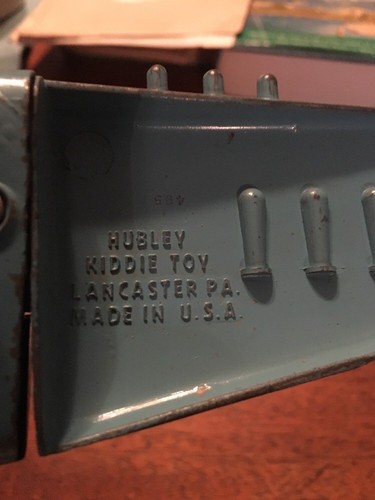 HUBLEY
KIDDIE TOY
LANCASTER PA.
MADE IN U.S.A.